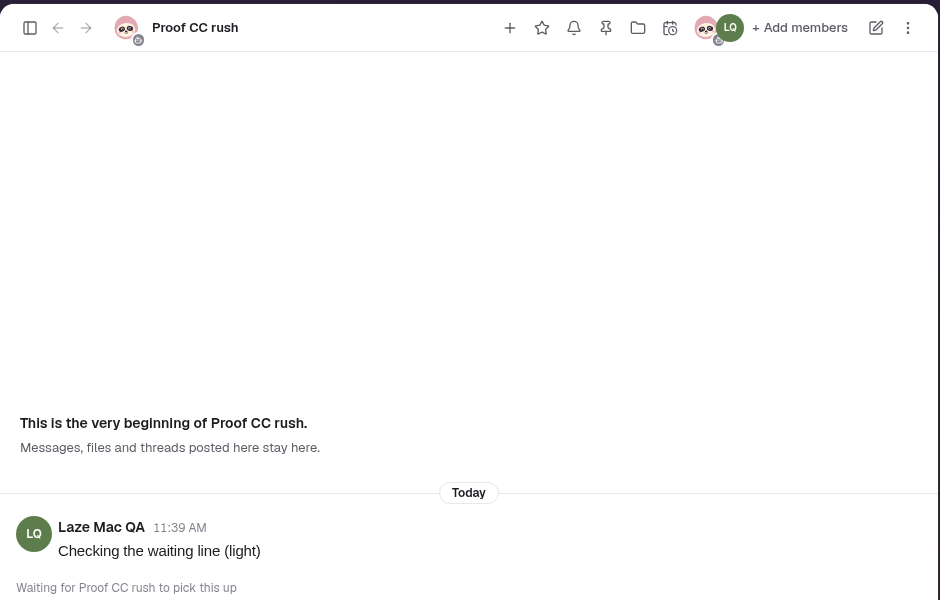 Proof CC rush
LQ
+ Add members
This is the very beginning of Proof CC rush.
Messages, files and threads posted here stay here.
Today
LQ
Laze Mac QA 11:39 AM
Checking the waiting line (light)
Waiting for Proof CC rush to pick this up